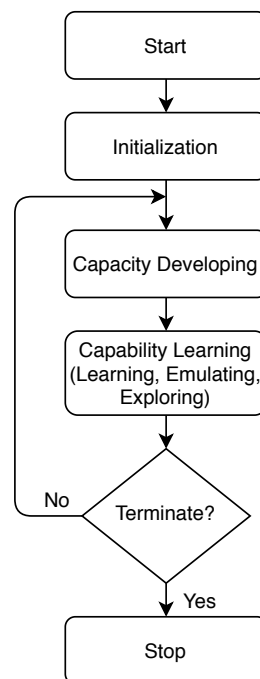 Start
Initialization
Capacity Developing
Capability Learning
(Learning, Emulating,
Exploring)
Terminate?
No
Yes
Stop